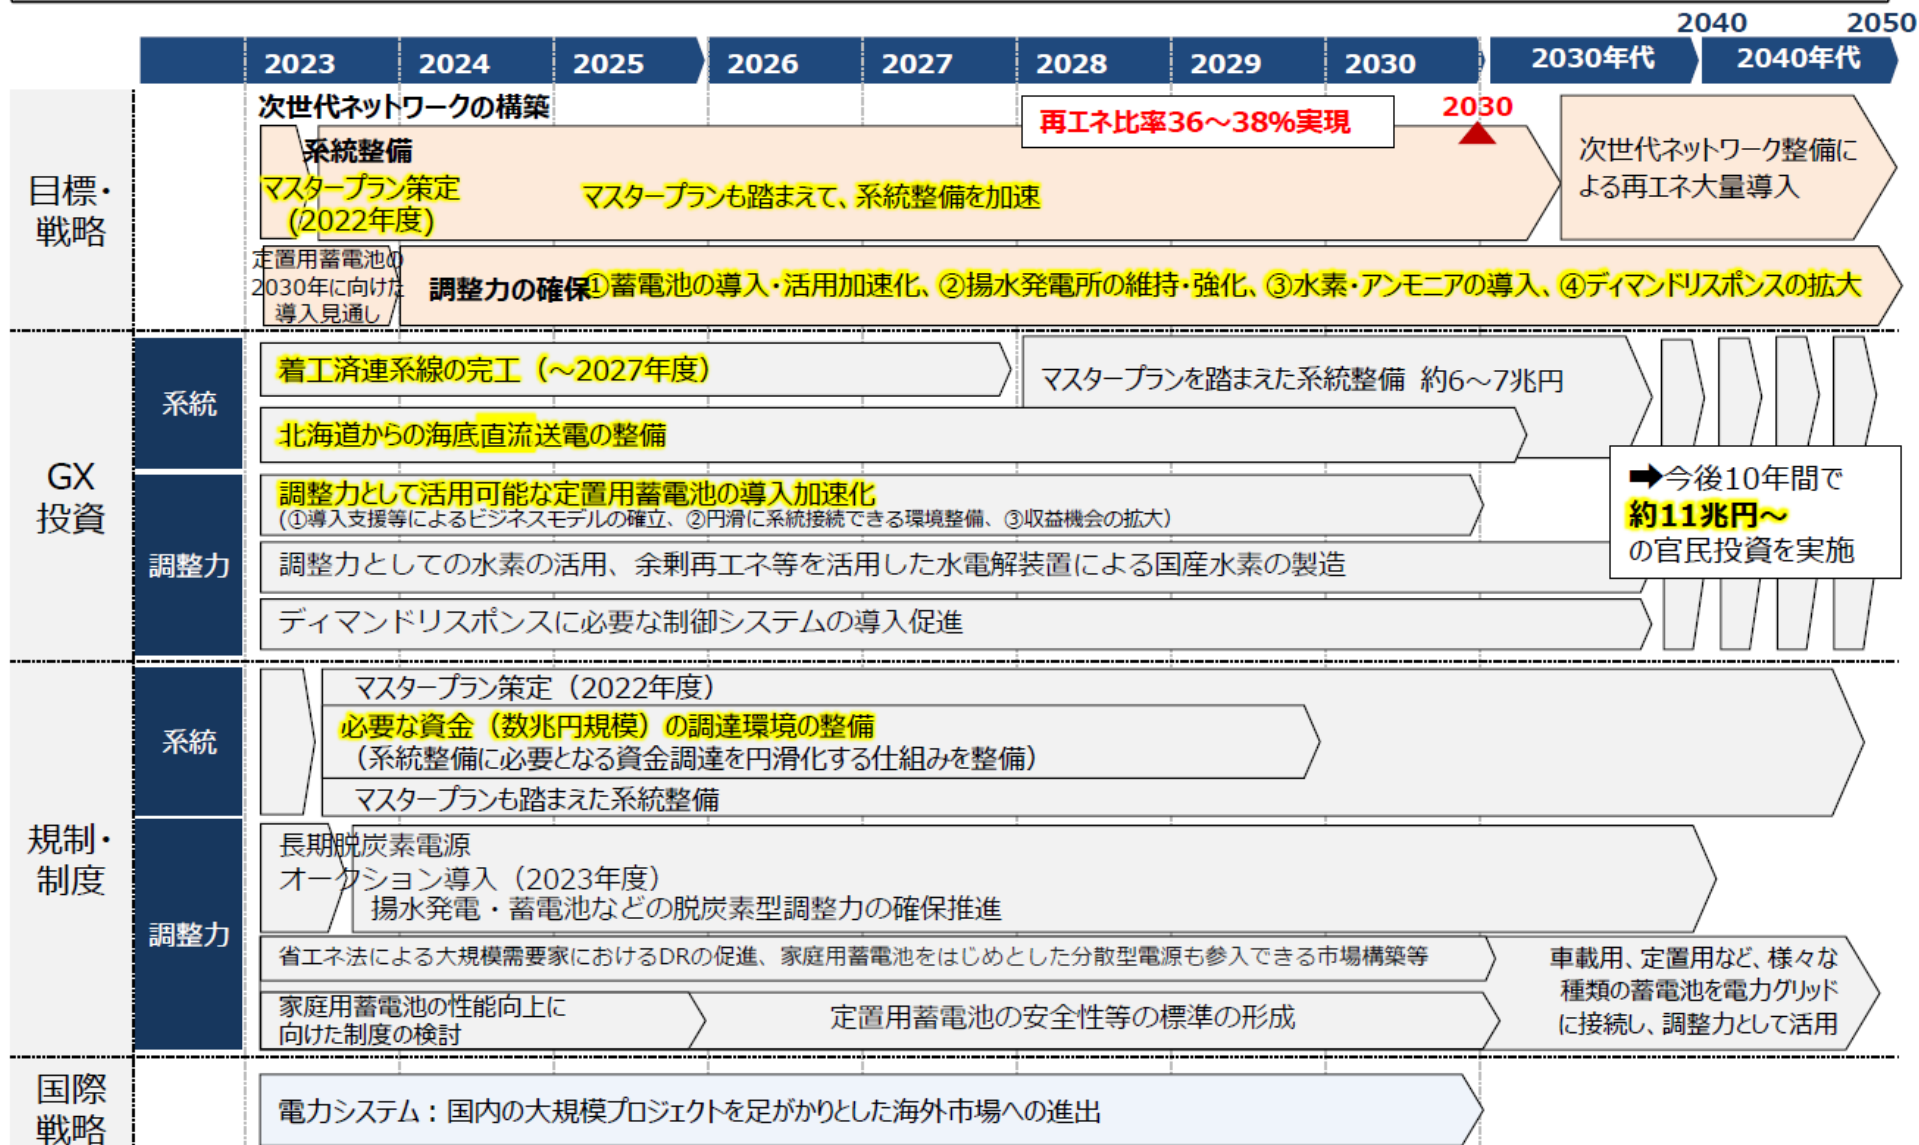 2040 2050
2023 2024 2025 2026 2027 2028 2029 2030 2030年代 2040年代
目標・
戦略
次世代ネットワークの構築
系統整備
マスタープラン策定
(2022年度)
マスタープランも踏まえて、系統整備を加速
再エネ比率36～38%実現
2030
次世代ネットワーク整備に
よる再エネ大量導入
定置用蓄電池の
2030年に向けた
導入見通し
調整力の確保
①蓄電池の導入・活用加速化、②揚水発電所の維持・強化、③水素・アンモニアの導入、④ディマンドリスポンスの拡大
GX
投資
系統
着工済連系線の完工（～2027年度）
マスタープランを踏まえた系統整備 約6～7兆円
北海道からの海底直流送電の整備
調整力
調整力として活用可能な定置用蓄電池の導入加速化
(①導入支援等によるビジネスモデルの確立、②円滑に系統接続できる環境整備、③収益機会の拡大)
調整力としての水素の活用、余剰再エネ等を活用した水電解装置による国産水素の製造
ディマンドリスポンスに必要な制御システムの導入促進
➡今後10年間で
約11兆円～
の官民投資を実施
規制・
制度
系統
マスタープラン策定（2022年度）
必要な資金（数兆円規模）の調達環境の整備
（系統整備に必要となる資金調達を円滑化する仕組みを整備）
マスタープランも踏まえた系統整備
調整力
長期脱炭素電源
オークション導入（2023年度）
揚水発電・蓄電池などの脱炭素型調整力の確保推進
省エネ法による大規模需要家におけるDRの促進、家庭用蓄電池をはじめとした分散型電源も参入できる市場構築等
家庭用蓄電池の性能向上に
向けた制度の検討
定置用蓄電池の安全性等の標準の形成
車載用、定置用など、様々な
種類の蓄電池を電力グリッド
に接続し、調整力として活用
国際
戦略
電力システム：国内の大規模プロジェクトを足がかりとした海外市場への進出